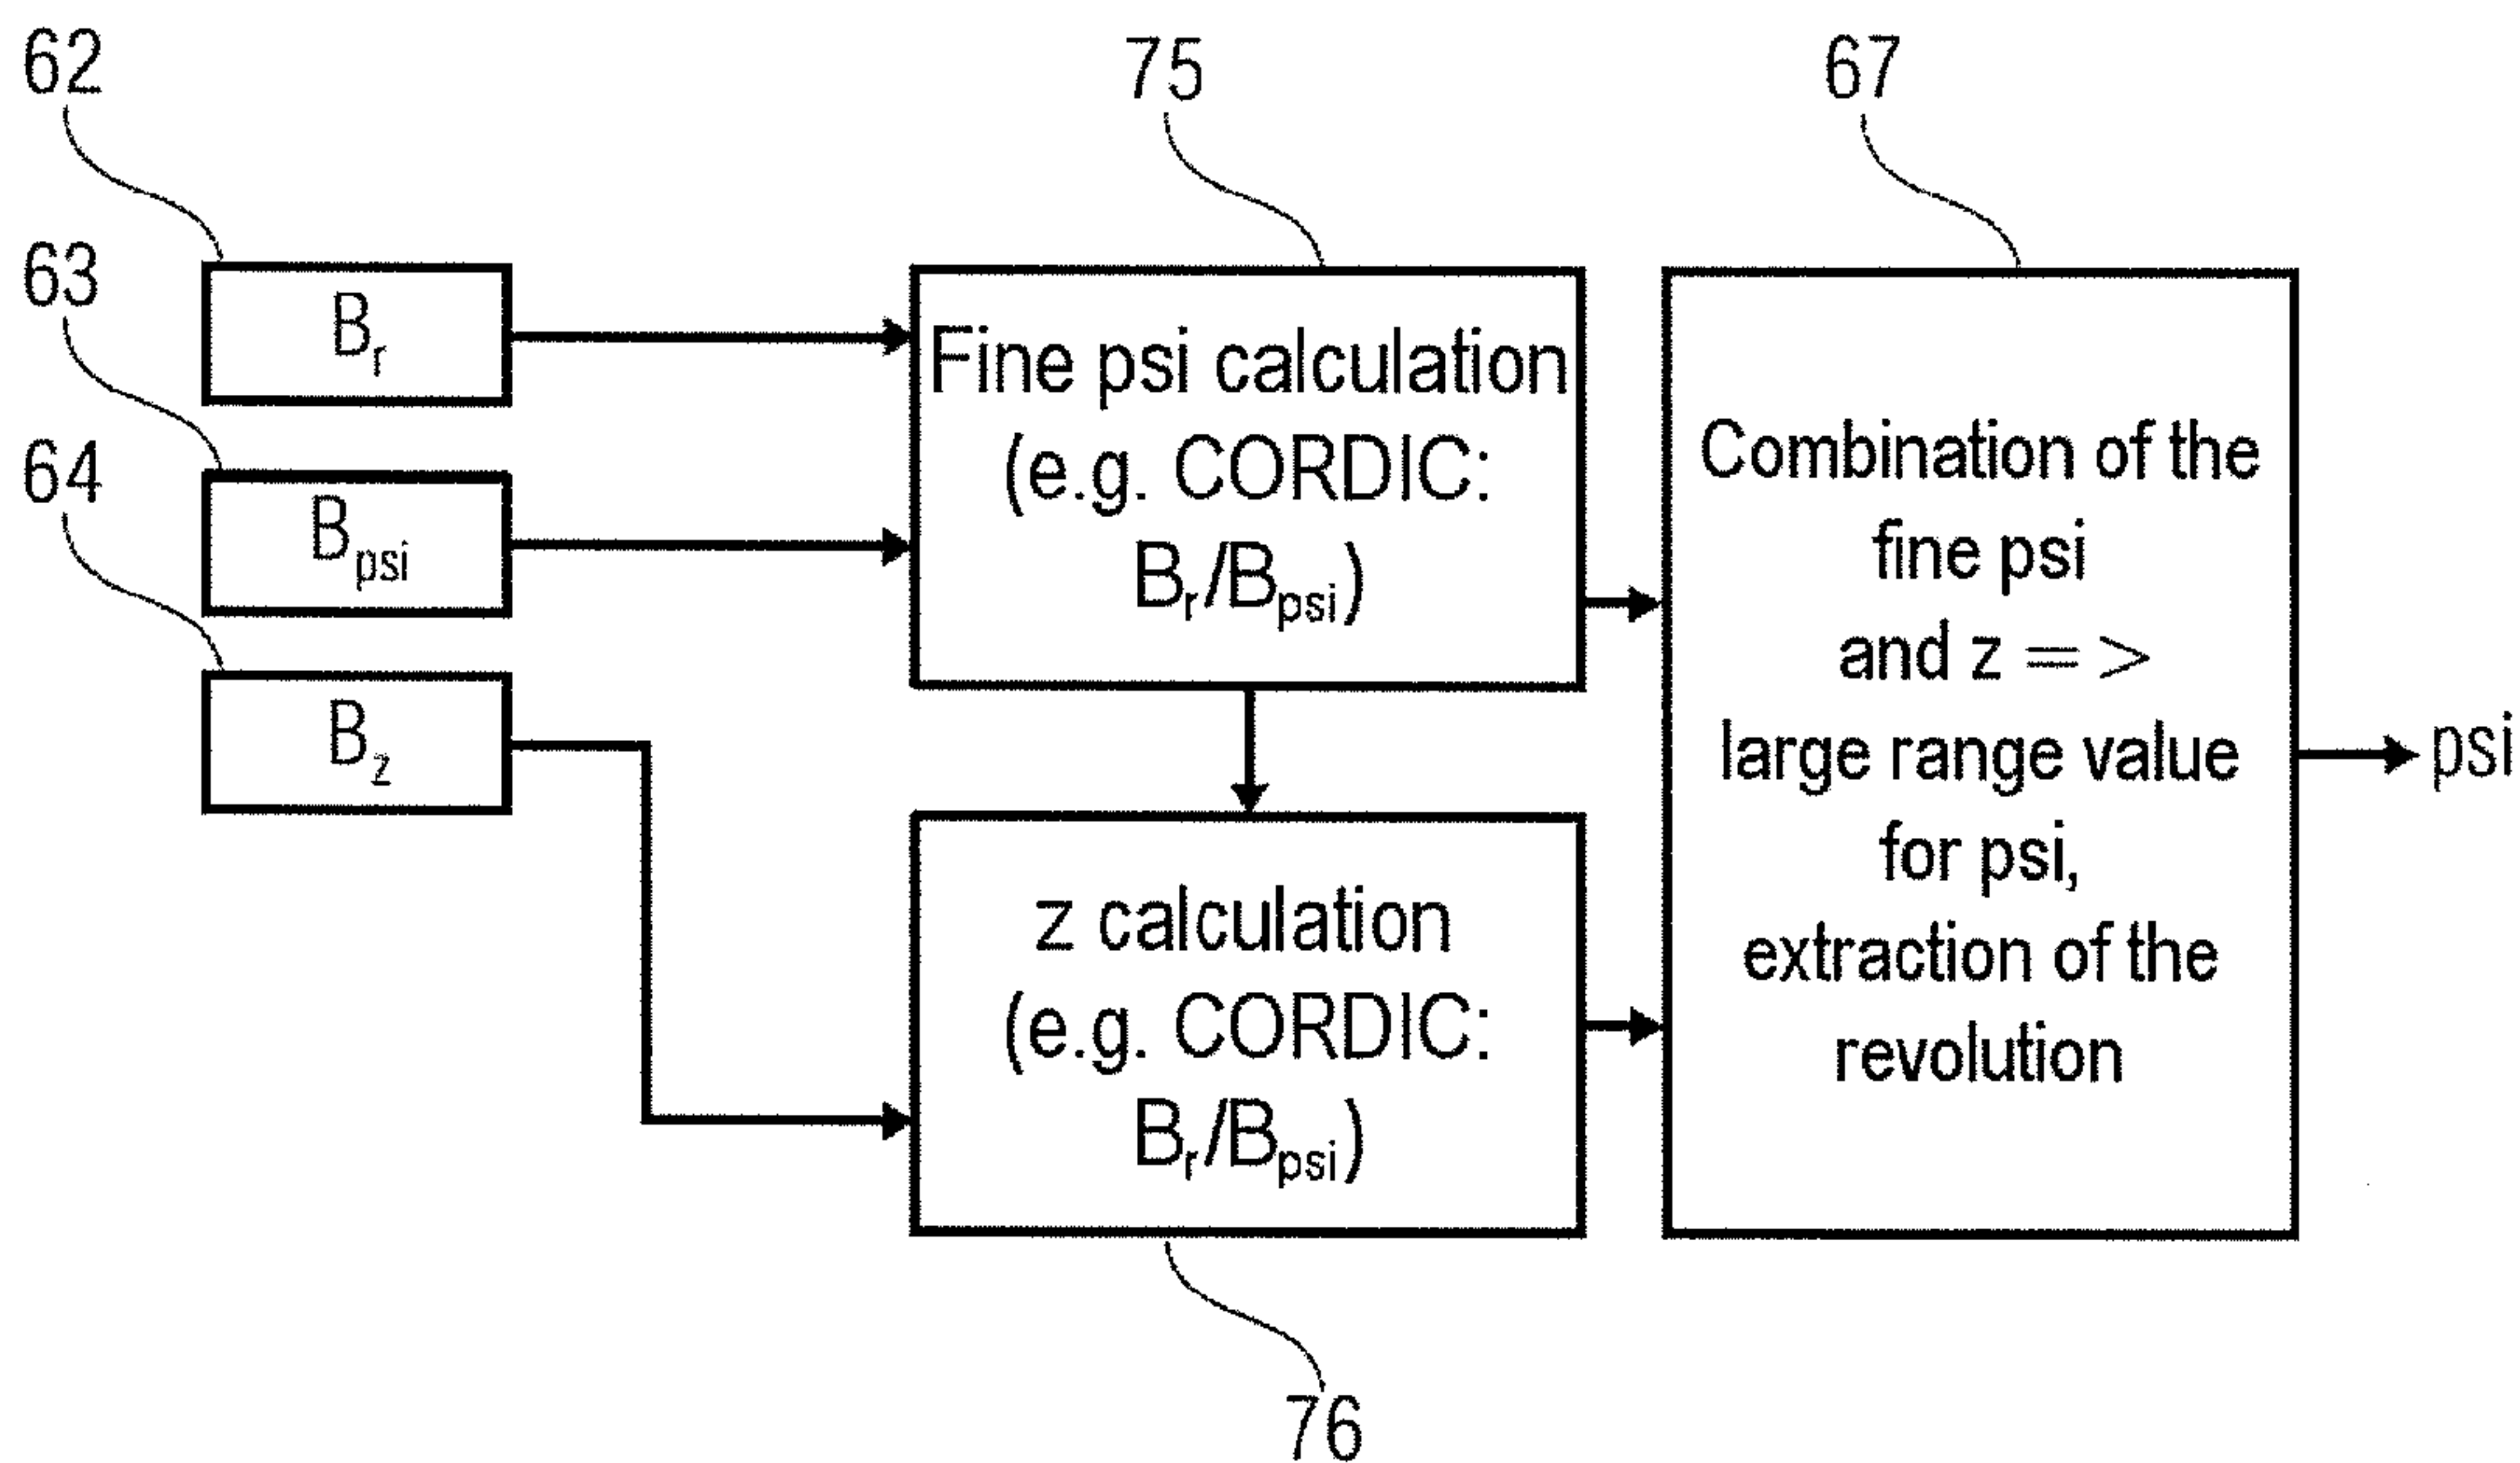 62
75
67
63
B_r
64
B_psi
B_z
Fine psi calculation
(e.g. CORDIC:
B_r/B_psi)
z calculation
(e.g. CORDIC:
B_r/B_psi)
76
Combination of the
fine psi
and z = >
large range value
for psi,
extraction of the
revolution
psi